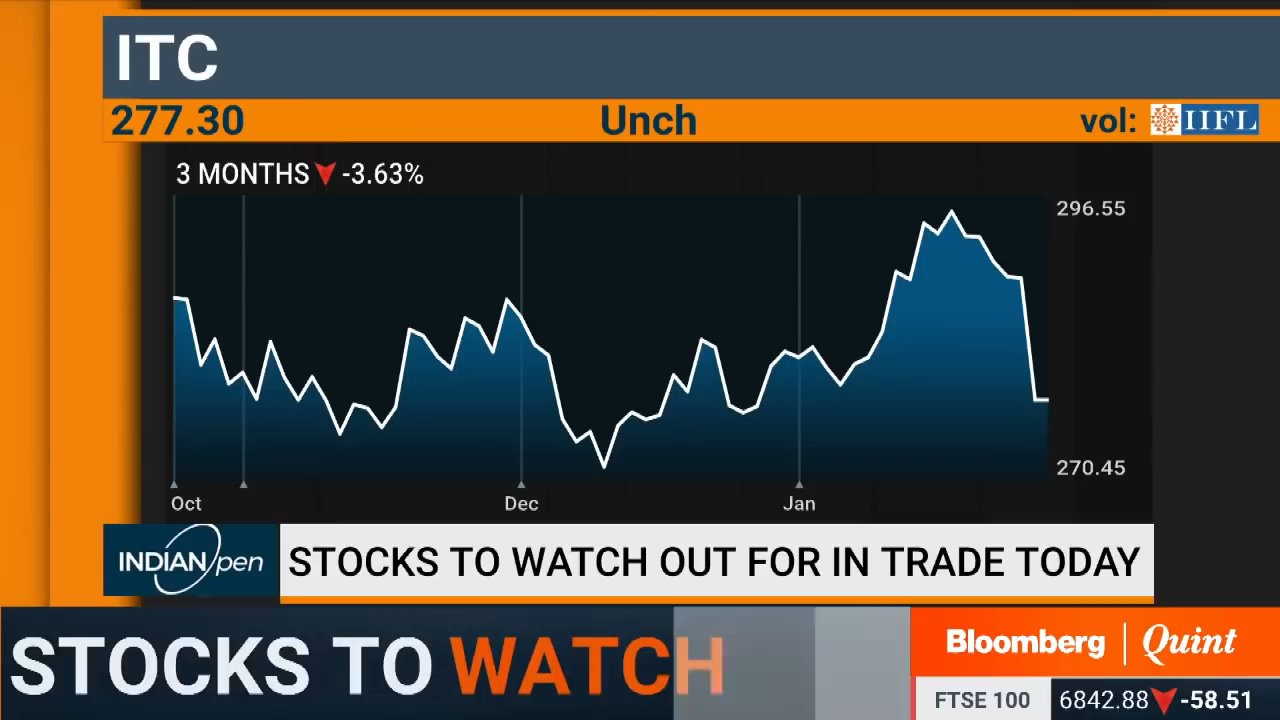 ITC
277.30 Unch vol: IIFL
3 MONTHS -3.63%
296.55
270.45
Oct Dec Jan
INDIAN Open STOCKS TO WATCH OUT FOR IN TRADE TODAY
STOCKS TO WATCH
Bloomberg | Quint
FTSE 100 6842.88 -58.51